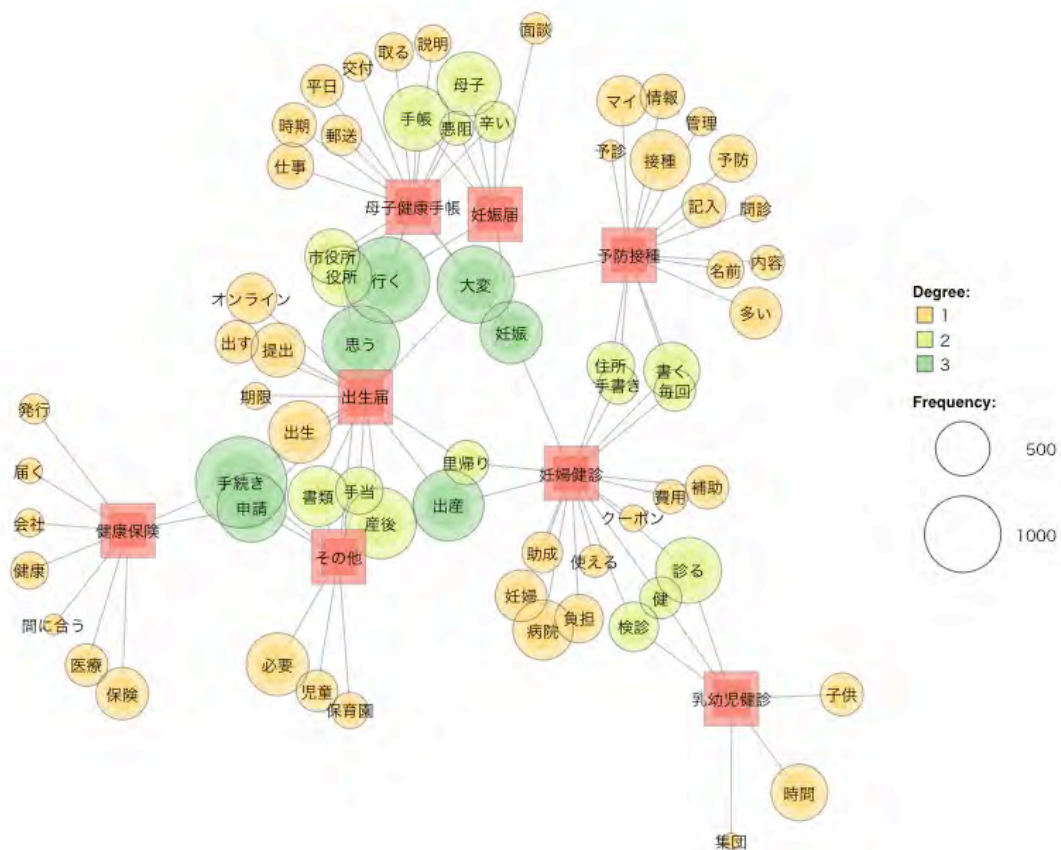 面談
取る
説明
交付
母子
平日
手帳
悪阻
辛い
時期
郵送
仕事
母子健康手帳
妊娠届
マイ
情報
管理
予診
接種
予防
記入
問診
予防接種
名前
内容
多い
市役所
役所
行く
大変
オンライン
出す
提出
思う
妊娠
期限
出生届
出生
住所
手書き
書く
毎回
Degree:
1
2
3
Frequency:
500
1000
発行
届く
会社
健康
健康保険
間に合う
医療
保険
手続き
申請
書類
手当
産後
里帰り
出産
その他
必要
児童
保育園
妊婦健診
費用
補助
クーポン
助成
使える
妊婦
病院
負担
診る
健
検診
乳幼児健診
子供
時間
集団